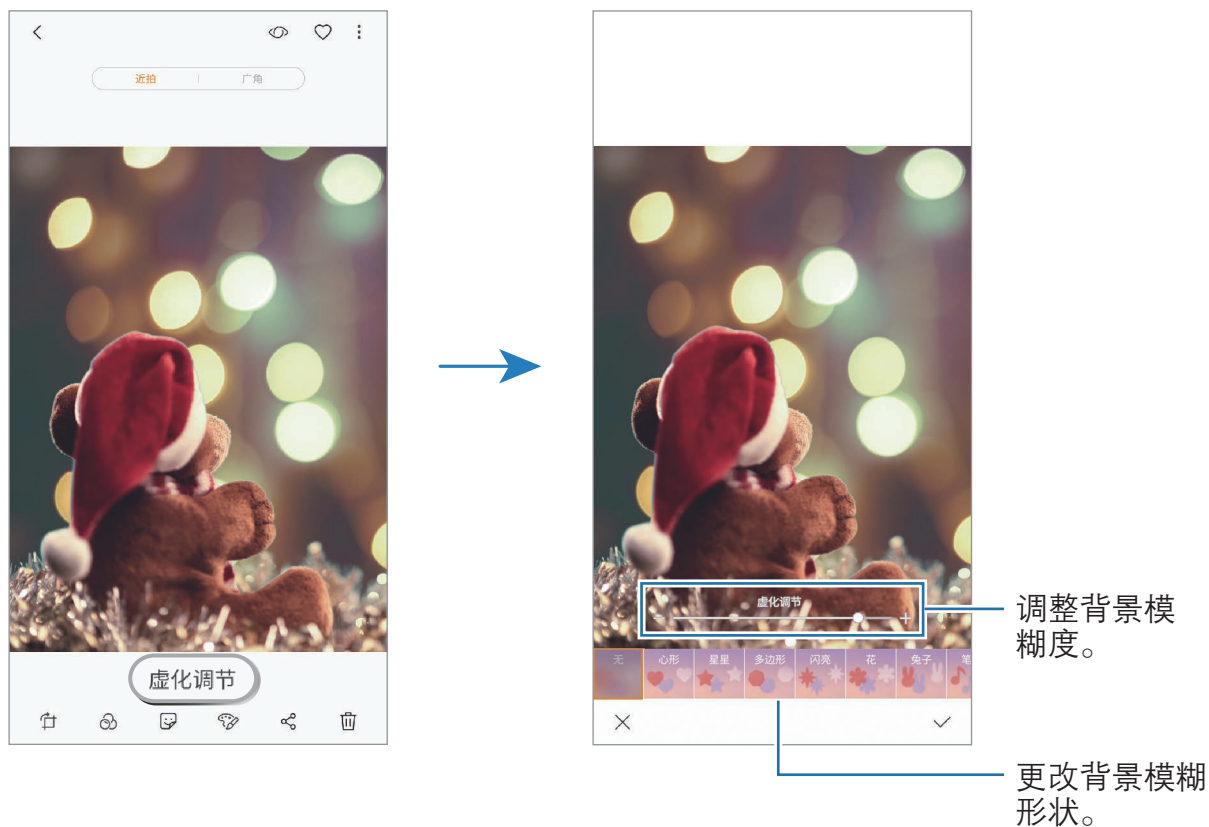 近拍 广角
虚化调节
虚化调节
无 心形 星星 多边形 闪亮 花 兔子 笔
调整背景模
糊度。
更改背景模糊
形状。